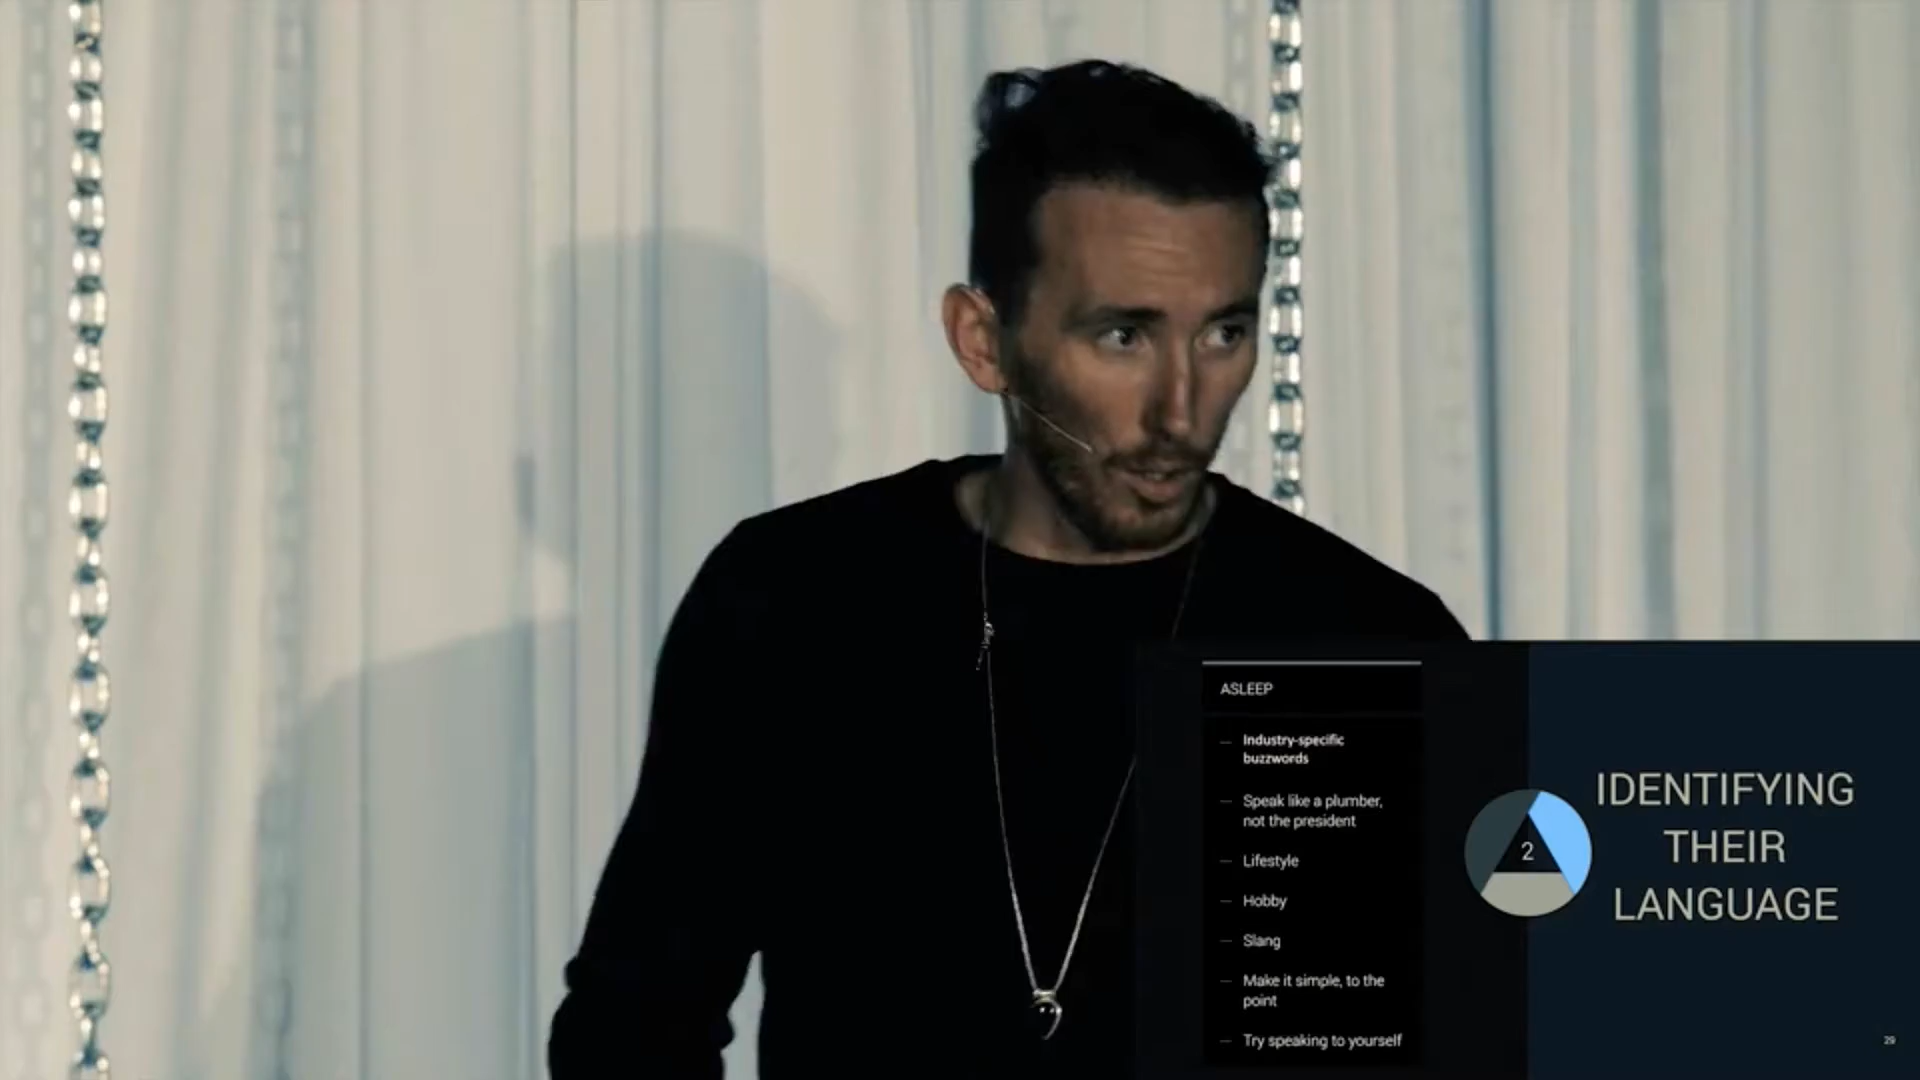 ASLEEP
— Industry-specific
buzzwords
— Speak like a plumber,
not the president
— Lifestyle
— Hobby
— Slang
— Make it simple, to the
point
— Try speaking to yourself
2
IDENTIFYING
THEIR
LANGUAGE
29